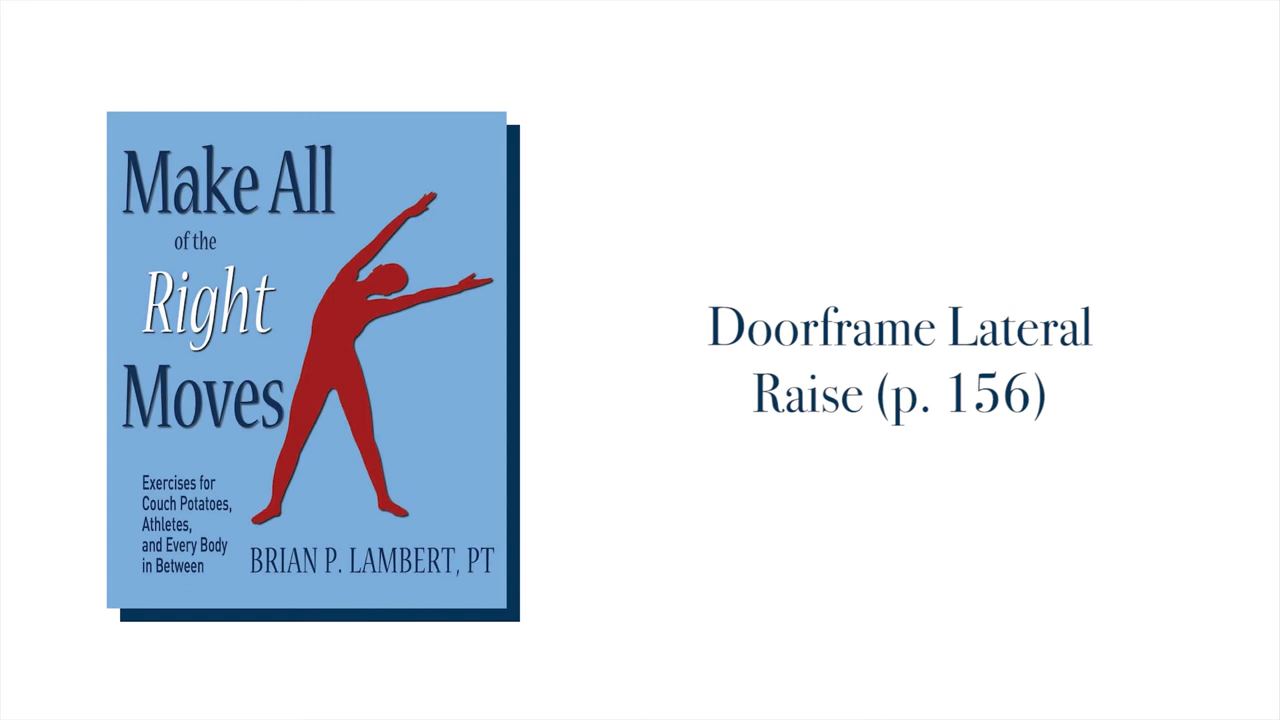 Make All
of the
Right
Moves
Exercises for
Couch Potatoes,
Athletes,
and Every Body
in Between
BRIAN P. LAMBERT, PT
Doorframe Lateral
Raise (p. 156)